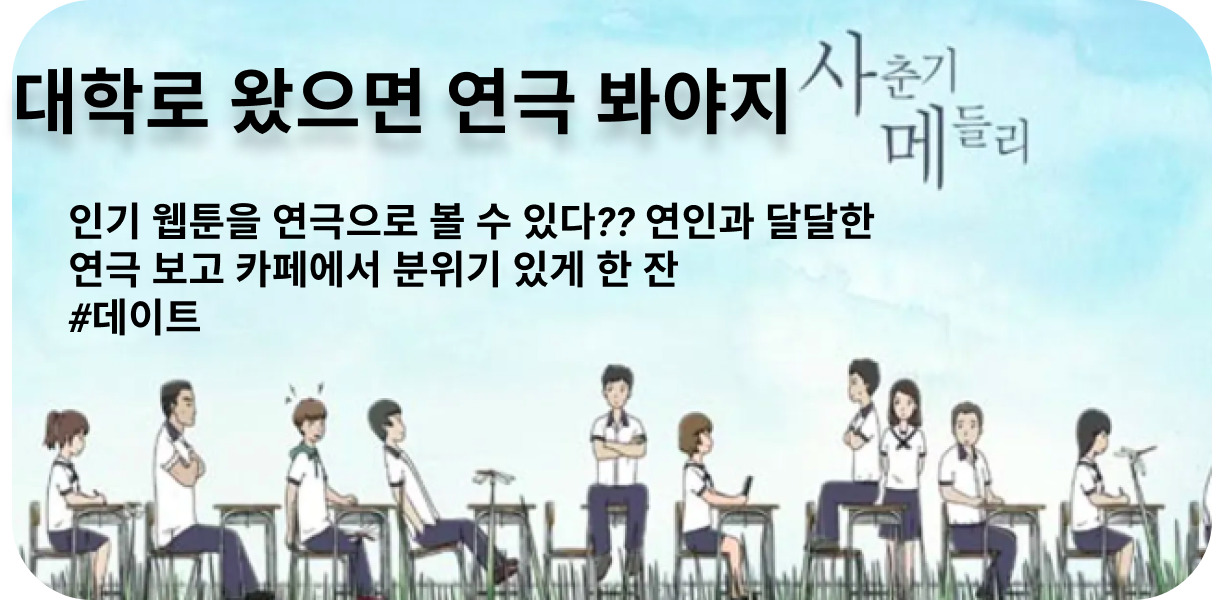 대학로 왔으면 연극 봐야지
사춘기
메들리
인기 웹툰을 연극으로 볼 수 있다?? 연인과 달달한
연극 보고 카페에서 분위기 있게 한 잔
#데이트